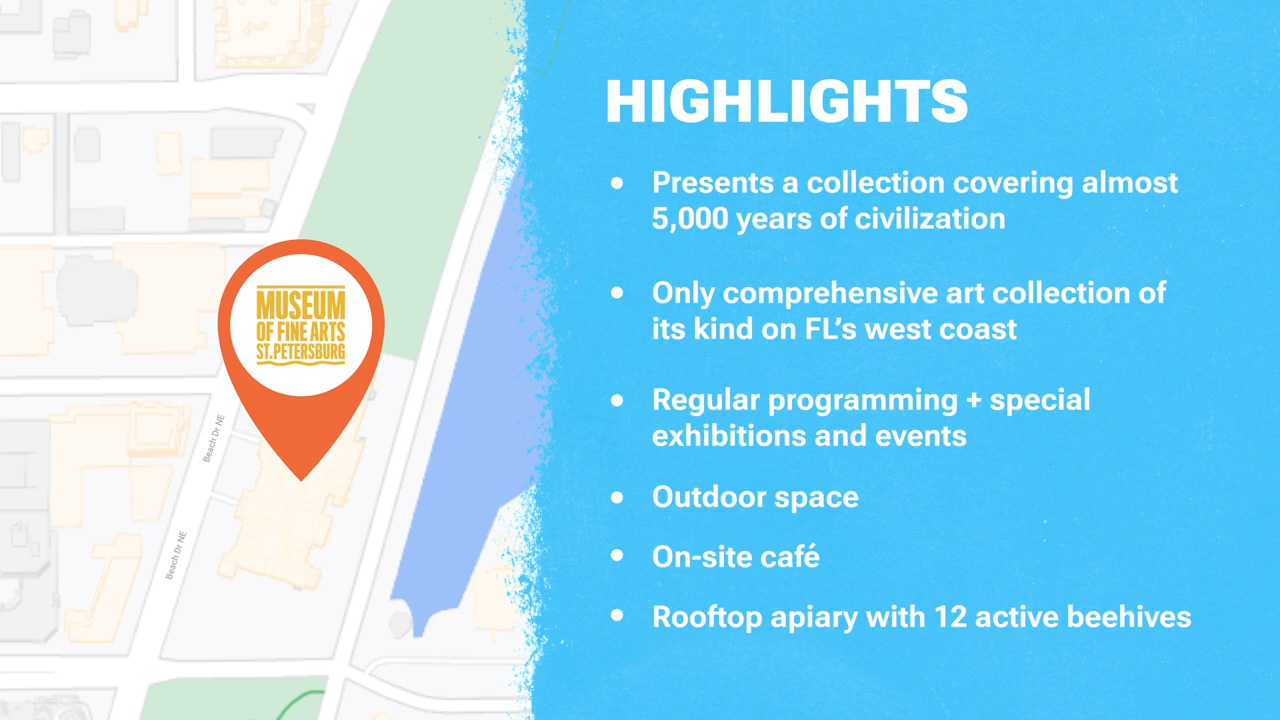 MUSEUM
OF FINE ARTS
ST.PETERSBURG
Beach Dr NE
Beach Dr NE
HIGHLIGHTS
• Presents a collection covering almost
5,000 years of civilization
• Only comprehensive art collection of
its kind on FL’s west coast
• Regular programming + special
exhibitions and events
• Outdoor space
• On-site café
• Rooftop apiary with 12 active beehives